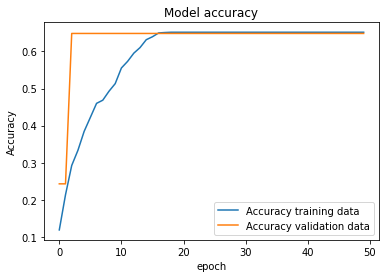 Model accuracy
Accuracy
0.6
0.5
0.4
0.3
0.2
0.1
Accuracy training data
Accuracy validation data
0 10 20 30 40 50
epoch